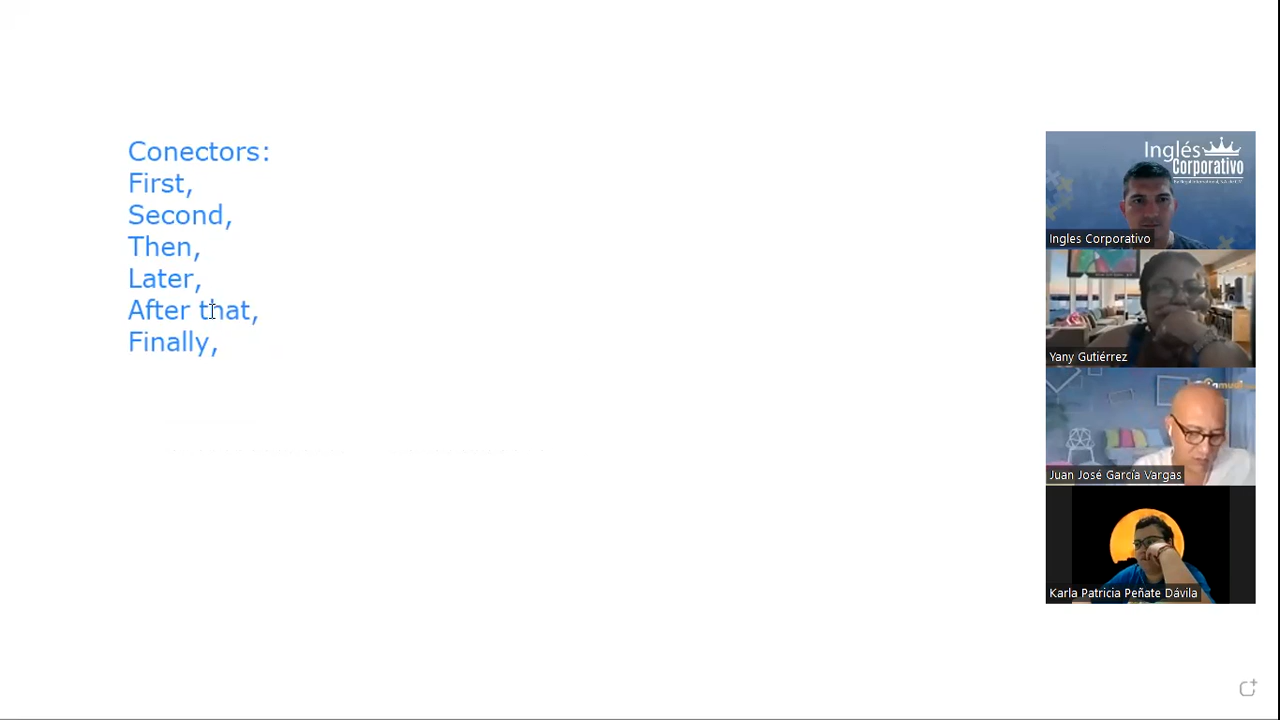 Conectors:
First,
Second,
Then,
Later,
After that,
Finally,
Inglés
Corporativo
Ingles Corporativo
Yany Gutiérrez
Juan José García Vargas
Karla Patricia Peñate Dávila